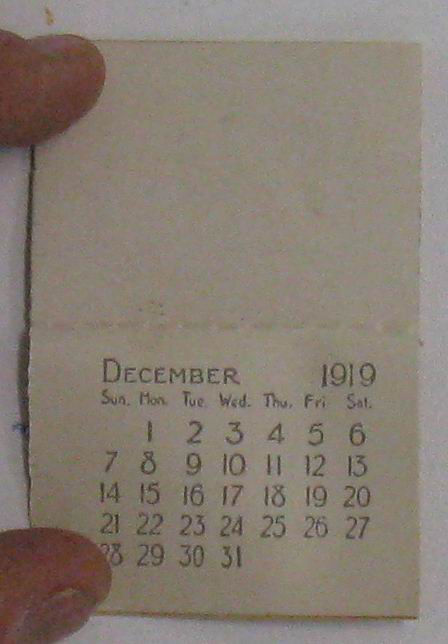 December 1919
Sun. Mon. Tue. Wed. Thu. Fri. Sat.
1 2 3 4 5 6
7 8 9 10 11 12 13
14 15 16 17 18 19 20
21 22 23 24 25 26 27
28 29 30 31